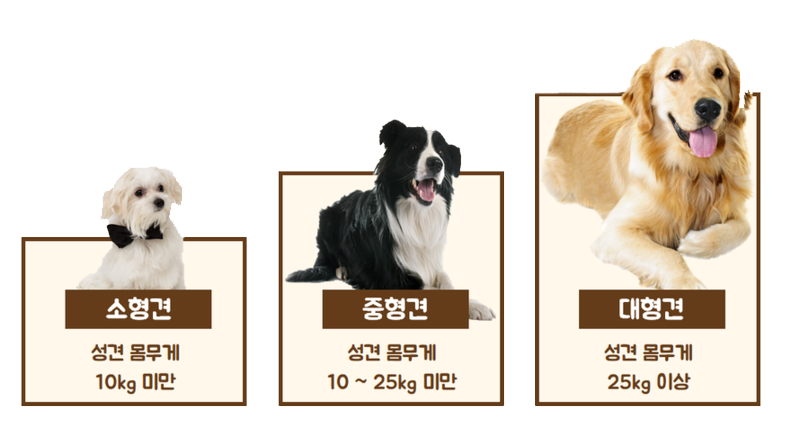 소형견
성견 몸무게
10kg 미만
중형견
성견 몸무게
10 ~ 25kg 미만
대형견
성견 몸무게
25kg 이상